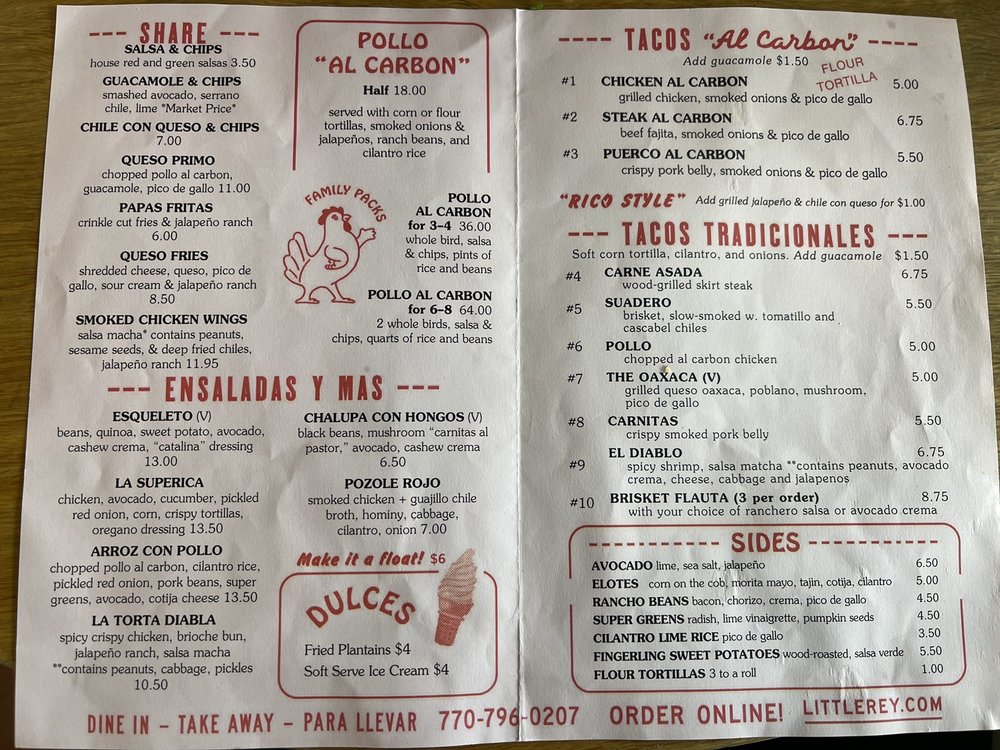 --- SHARE ---
SALSA & CHIPS
house red and green salsas 3.50
GUACAMOLE & CHIPS
smashed avocado, serrano
chile, lime *Market Price*
CHILE CON QUESO & CHIPS
7.00
QUESO PRIMO
chopped pollo al carbon,
guacamole, pico de gallo 11.00
PAPAS FRITAS
crinkle cut fries & jalapeño ranch
6.00
QUESO FRIES
shredded cheese, queso, pico de
gallo, sour cream & jalapeño ranch
8.50
SMOKED CHICKEN WINGS
salsa macha* contains peanuts,
sesame seeds, & deep fried chiles,
jalapeño ranch 11.95
POLLO
"AL CARBON"
Half 18.00
served with corn or flour
tortillas, smoked onions &
jalapeños, ranch beans, and
cilantro rice
FAMILY PACKS
POLLO
AL CARBON
for 3-4 36.00
whole bird, salsa
& chips, pints of
rice and beans
POLLO AL CARBON
for 6-8 64.00
2 whole birds, salsa &
chips, quarts of rice and beans
--- ENSALADAS Y MAS ---
ESQUELETO (V)
beans, quinoa, sweet potato, avocado,
cashew crema, "catalina" dressing
13.00
LA SUPERICA
chicken, avocado, cucumber, pickled
red onion, corn, crispy tortillas,
oregano dressing 13.50
ARROZ CON POLLO
chopped pollo al carbon, cilantro rice,
pickled red onion, pork beans, super
greens, avocado, cotija cheese 13.50
LA TORTA DIABLA
spicy crispy chicken, brioche bun,
jalapeño ranch, salsa macha
**contains peanuts, cabbage, pickles
10.50
CHALUPA CON HONGOS (V)
black beans, mushroom "carnitas al
pastor," avocado, cashew crema
6.50
POZOLE ROJO
smoked chicken + guajillo chile
broth, hominy, cabbage,
cilantro, onion 7.00
Make it a float! $6
DULCES
Fried Plantains $4
Soft Serve Ice Cream $4
---- TACOS "Al Carbon" ----
Add guacamole $1.50
FLOUR
TORTILLA
#1 CHICKEN AL CARBON 5.00
grilled chicken, smoked onions & pico de gallo
#2 STEAK AL CARBON 6.75
beef fajita, smoked onions & pico de gallo
#3 PUERCO AL CARBON 5.50
crispy pork belly, smoked onions & pico de gallo
"RICO STYLE" Add grilled jalapeño & chile con queso for $1.00
--- TACOS TRADICIONALES ---
Soft corn tortilla, cilantro, and onions. Add guacamole $1.50
#4 CARNE ASADA 6.75
wood-grilled skirt steak
#5 SUADERO 5.50
brisket, slow-smoked w. tomatillo and
cascabel chiles
#6 POLLO 5.00
chopped al carbon chicken
#7 THE OAXACA (V) 5.00
grilled queso oaxaca, poblano, mushroom,
pico de gallo
#8 CARNITAS 5.50
crispy smoked pork belly
#9 EL DIABLO 6.75
spicy shrimp, salsa matcha **contains peanuts, avocado
crema, cheese, cabbage and jalapenos
#10 BRISKET FLAUTA (3 per order) 8.75
with your choice of ranchero salsa or avocado crema
------------ SIDES ------------
AVOCADO lime, sea salt, jalapeño 6.50
ELOTES corn on the cob, morita mayo, tajin, cotija, cilantro 5.00
RANCHO BEANS bacon, chorizo, crema, pico de gallo 4.50
SUPER GREENS radish, lime vinaigrette, pumpkin seeds 4.50
CILANTRO LIME RICE pico de gallo 3.50
FINGERLING SWEET POTATOES wood-roasted, salsa verde 5.50
FLOUR TORTILLAS 3 to a roll 1.00
DINE IN – TAKE AWAY – PARA LLEVAR 770-796-0207 ORDER ONLINE! LITTLEREY.COM